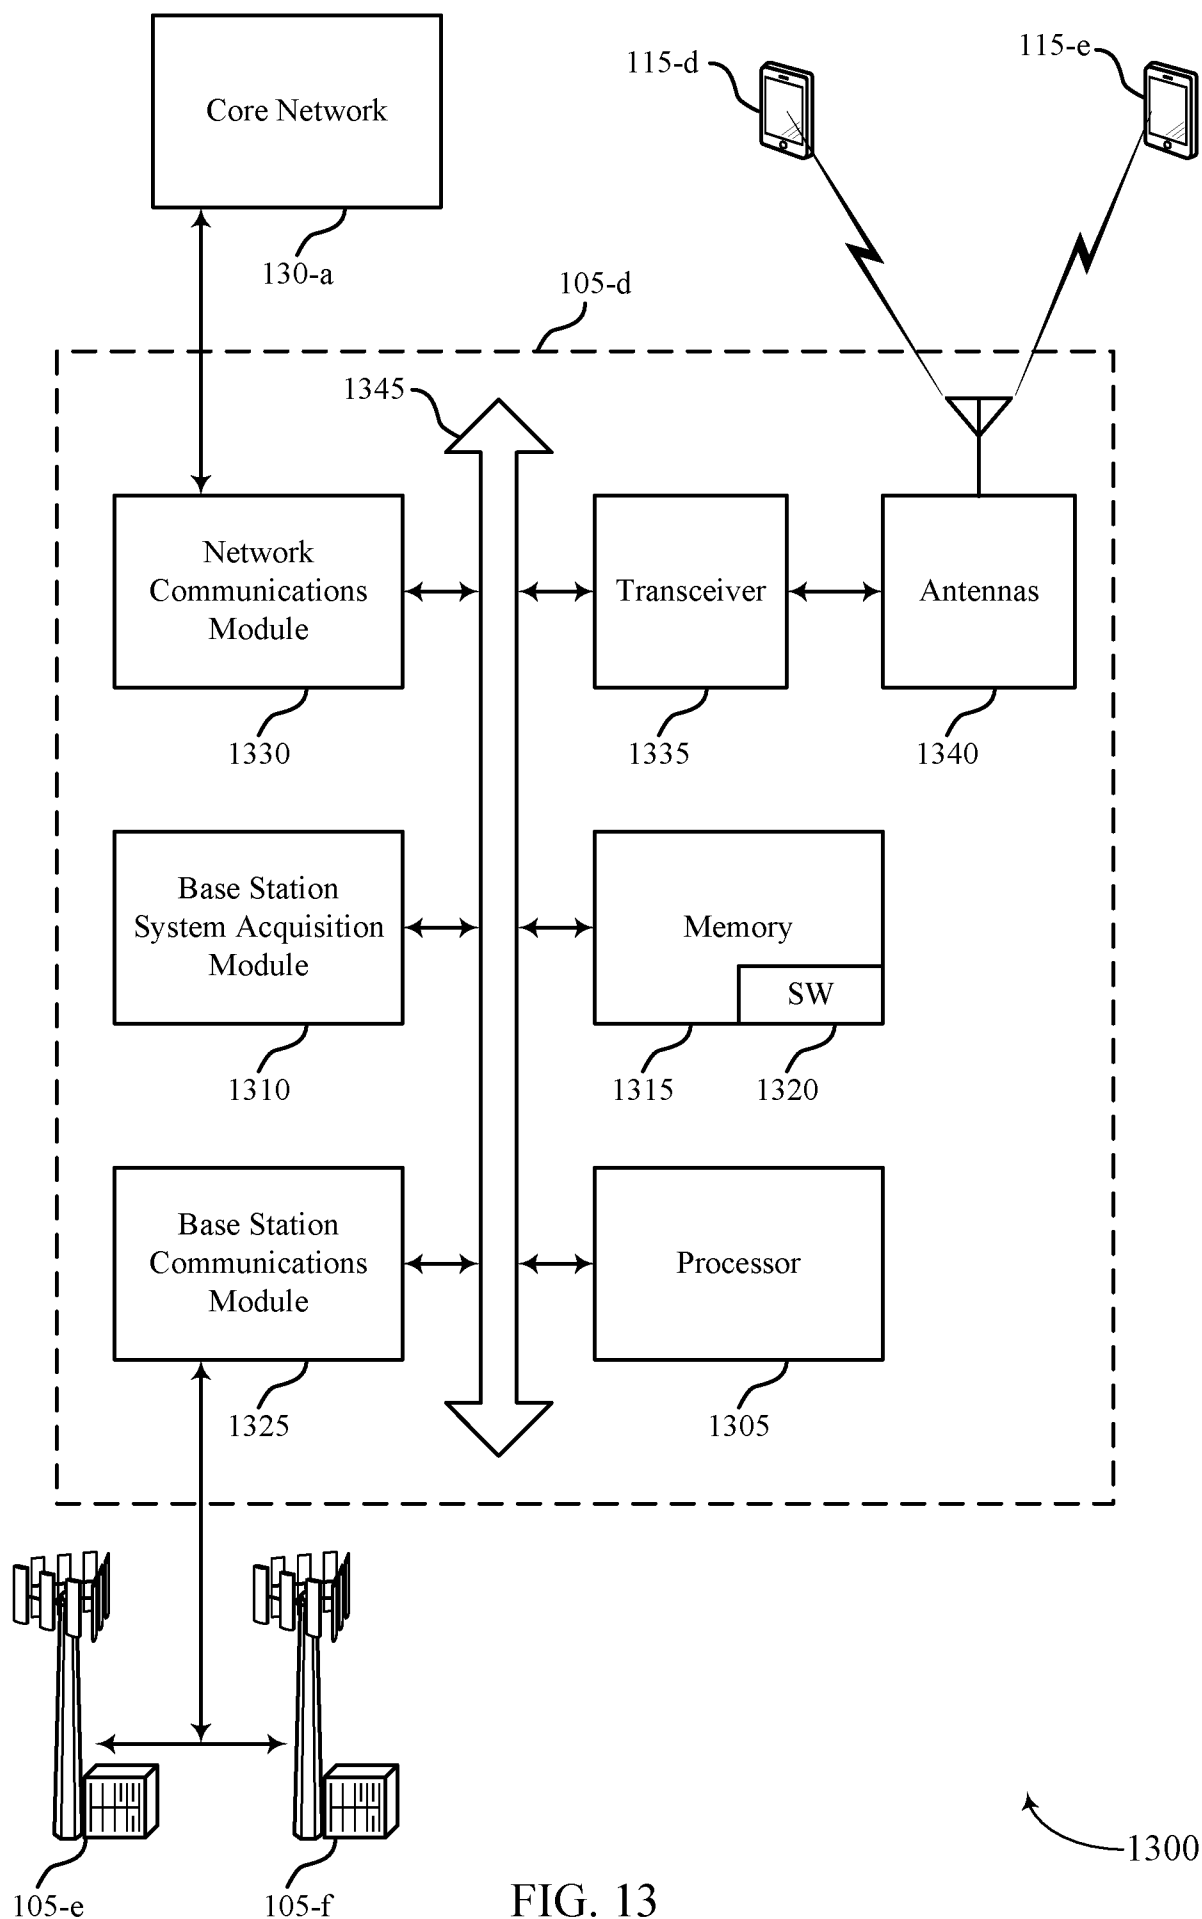 Core Network
130-a
115-d
115-e
105-d
1345
Network
Communications
Module
1330
Transceiver
1335
Antennas
1340
Base Station
System Acquisition
Module
1310
Memory
SW
1315
1320
Base Station
Communications
Module
1325
Processor
1305
105-e
105-f
1300
FIG. 13